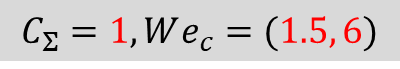 C_Σ = 1, We_c = (1.5, 6)